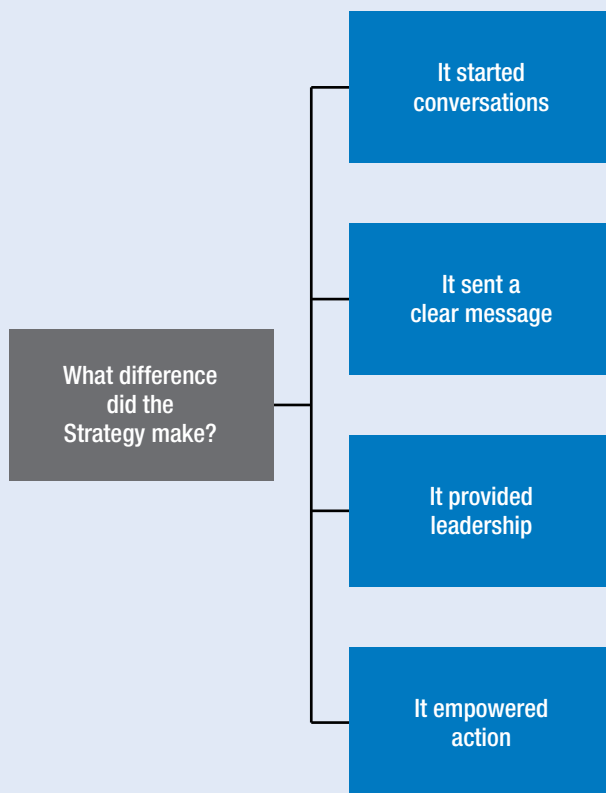 It started
conversations
It sent a
clear message
What difference
did the
Strategy make?
It provided
leadership
It empowered
action